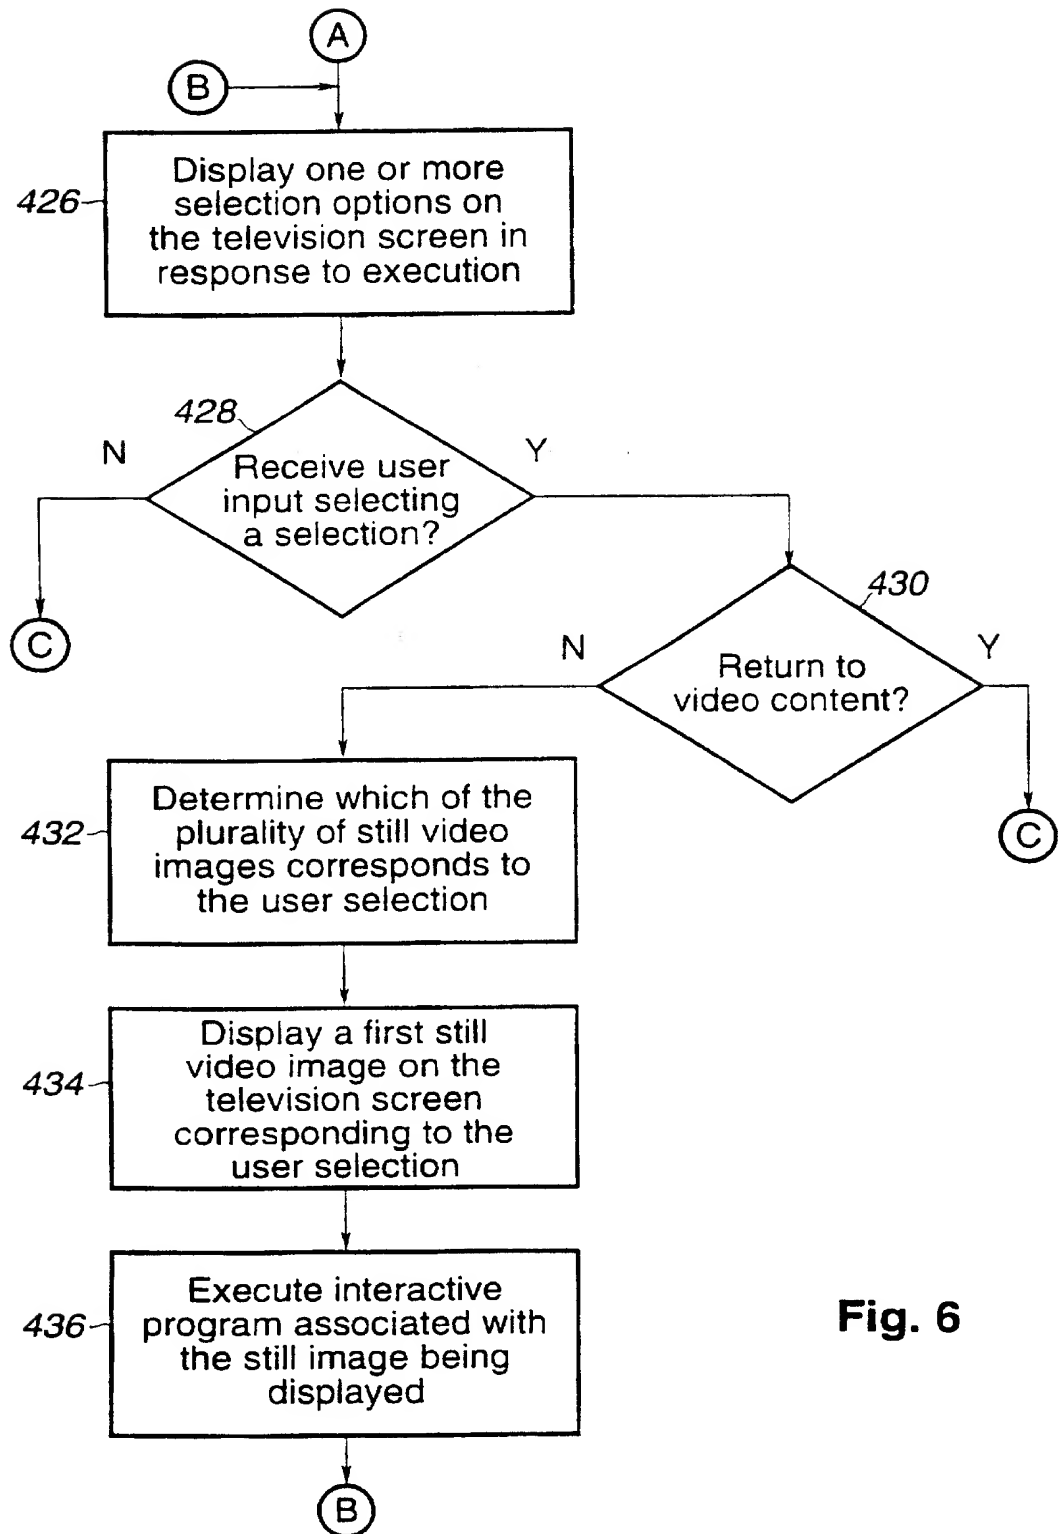 A
B
Display one or more
selection options on
the television screen in
response to execution
426
428
N
Y
Receive user
input selecting
a selection?
430
C
N
Y
Return to
video content?
432
Determine which of the
plurality of still video
images corresponds to
the user selection
C
434
Display a first still
video image on the
television screen
corresponding to the
user selection
436
Execute interactive
program associated with
the still image being
displayed
Fig. 6
B